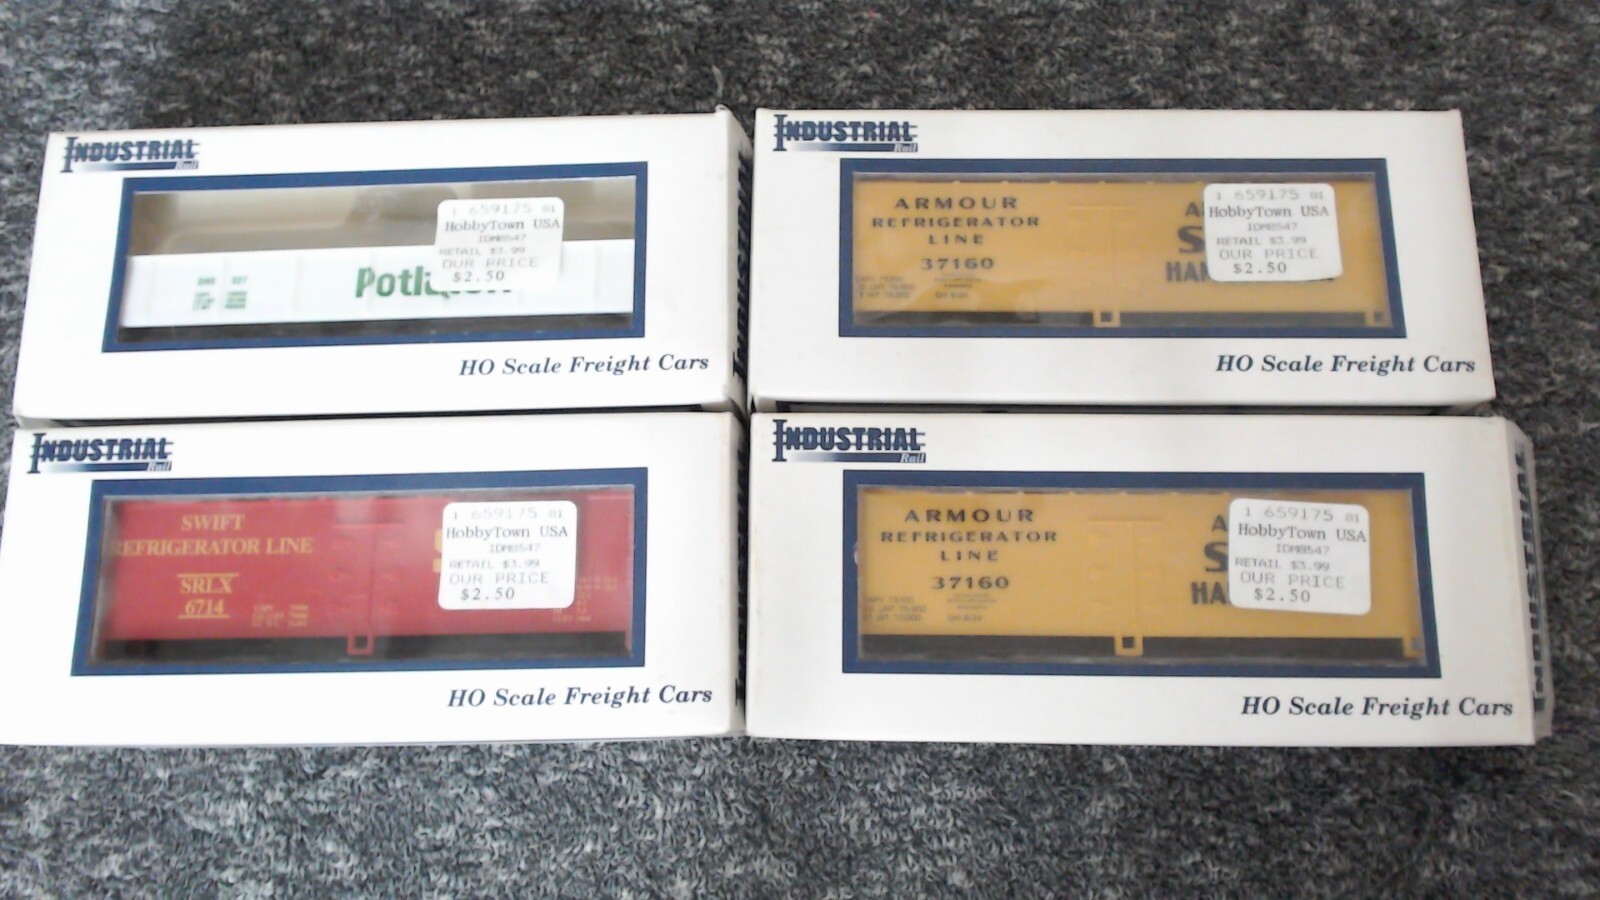 INDUSTRIAL
Rail
1 659175 01
HobbyTown USA
IDM8547
RETAIL $3.99
OUR PRICE
$2.50
HO Scale Freight Cars
INDUSTRIAL
Rail
ARMOUR
REFRIGERATOR
LINE
37160
1 659175 01
HobbyTown USA
IDM8547
RETAIL $3.99
OUR PRICE
$2.50
HO Scale Freight Cars
INDUSTRIAL
Rail
SWIFT
REFRIGERATOR LINE
SRLX
6714
1 659175 01
HobbyTown USA
IDM8547
RETAIL $3.99
OUR PRICE
$2.50
HO Scale Freight Cars
INDUSTRIAL
Rail
ARMOUR
REFRIGERATOR
LINE
37160
1 659175 01
HobbyTown USA
IDM8547
RETAIL $3.99
OUR PRICE
$2.50
HO Scale Freight Cars